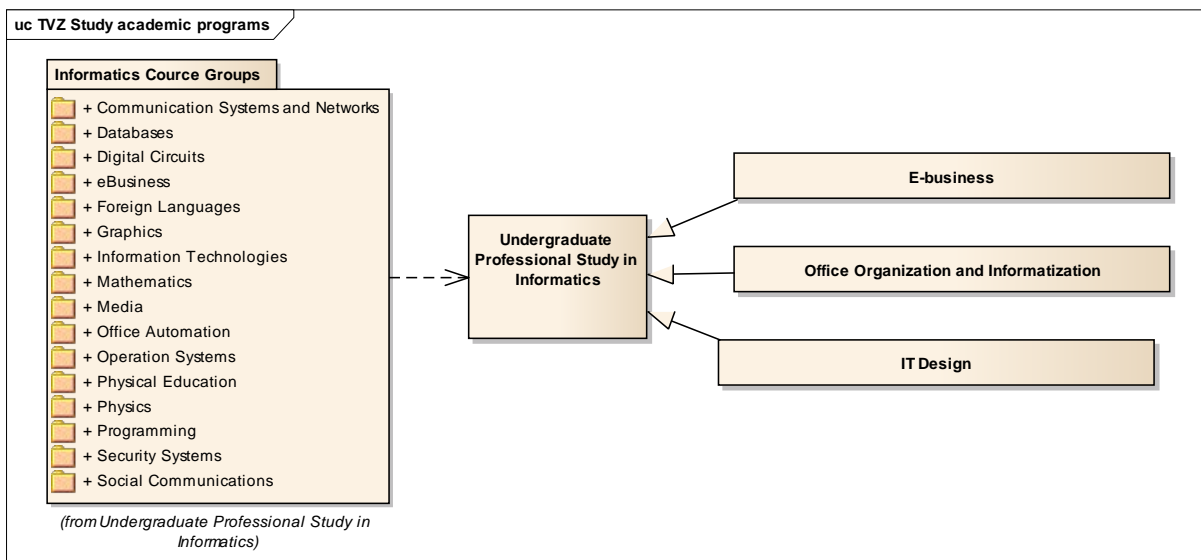 uc TVZ Study academic programs
Informatics Cource Groups
+ Communication Systems and Networks
+ Databases
+ Digital Circuits
+ eBusiness
+ Foreign Languages
+ Graphics
+ Information Technologies
+ Mathematics
+ Media
+ Office Automation
+ Operation Systems
+ Physical Education
+ Physics
+ Programming
+ Security Systems
+ Social Communications
(from Undergraduate Professional Study in
Informatics)
Undergraduate
Professional Study in
Informatics
E-business
Office Organization and Informatization
IT Design